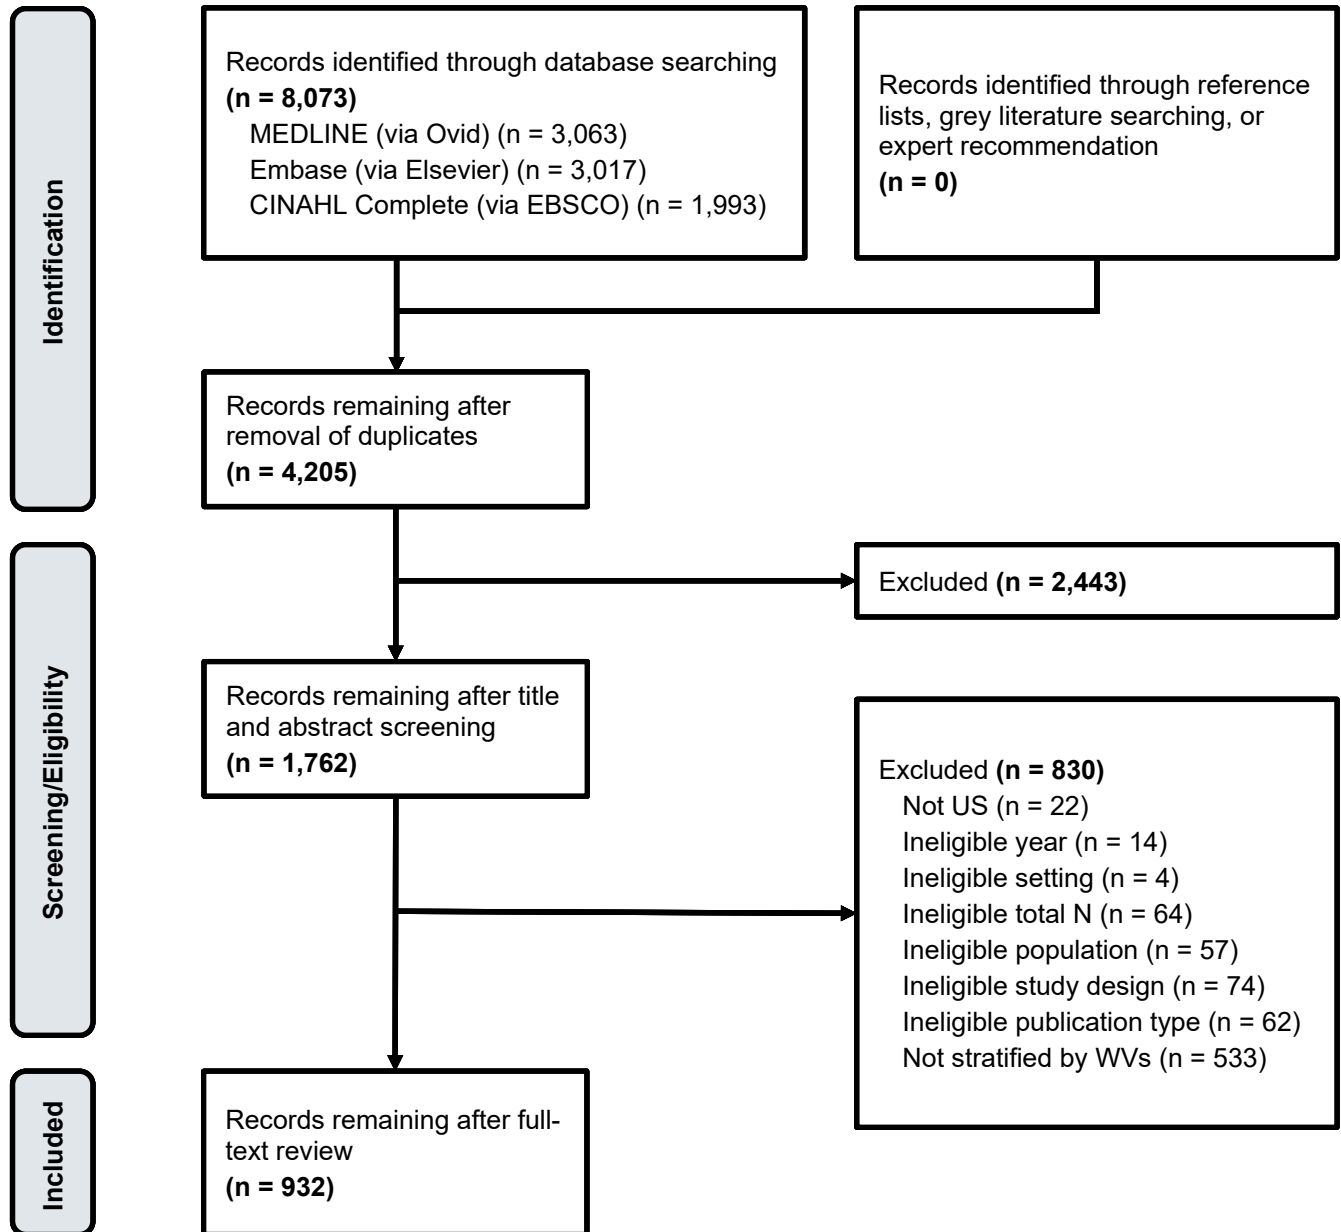 Identification
Records identified through database searching
(n = 8,073)
MEDLINE (via Ovid) (n = 3,063)
Embase (via Elsevier) (n = 3,017)
CINAHL Complete (via EBSCO) (n = 1,993)
Records identified through reference
lists, grey literature searching, or
expert recommendation
(n = 0)
Records remaining after
removal of duplicates
(n = 4,205)
Screening/Eligibility
Excluded (n = 2,443)
Records remaining after title
and abstract screening
(n = 1,762)
Excluded (n = 830)
Not US (n = 22)
Ineligible year (n = 14)
Ineligible setting (n = 4)
Ineligible total N (n = 64)
Ineligible population (n = 57)
Ineligible study design (n = 74)
Ineligible publication type (n = 62)
Not stratified by WVs (n = 533)
Included
Records remaining after full-
text review
(n = 932)